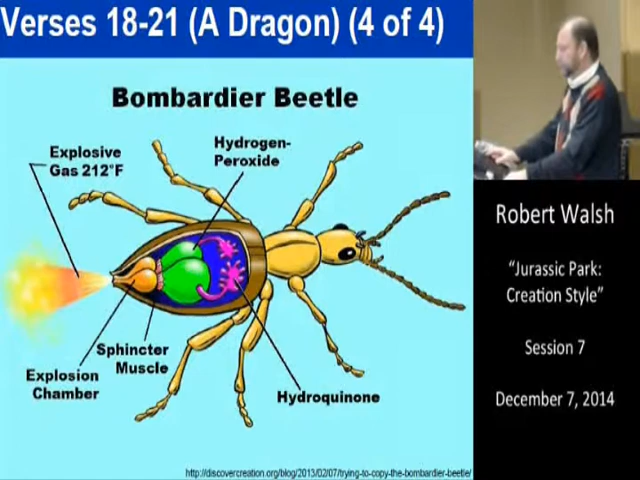 Verses 18-21 (A Dragon) (4 of 4)
Bombardier Beetle
Explosive
Gas 212°F
Hydrogen-
Peroxide
Sphincter
Muscle
Explosion
Chamber
Hydroquinone
http://discovercreation.org/blog/2013/02/07/trying-to-copy-the-bombardier-beetle/
Robert Walsh
“Jurassic Park:
Creation Style”
Session 7
December 7, 2014